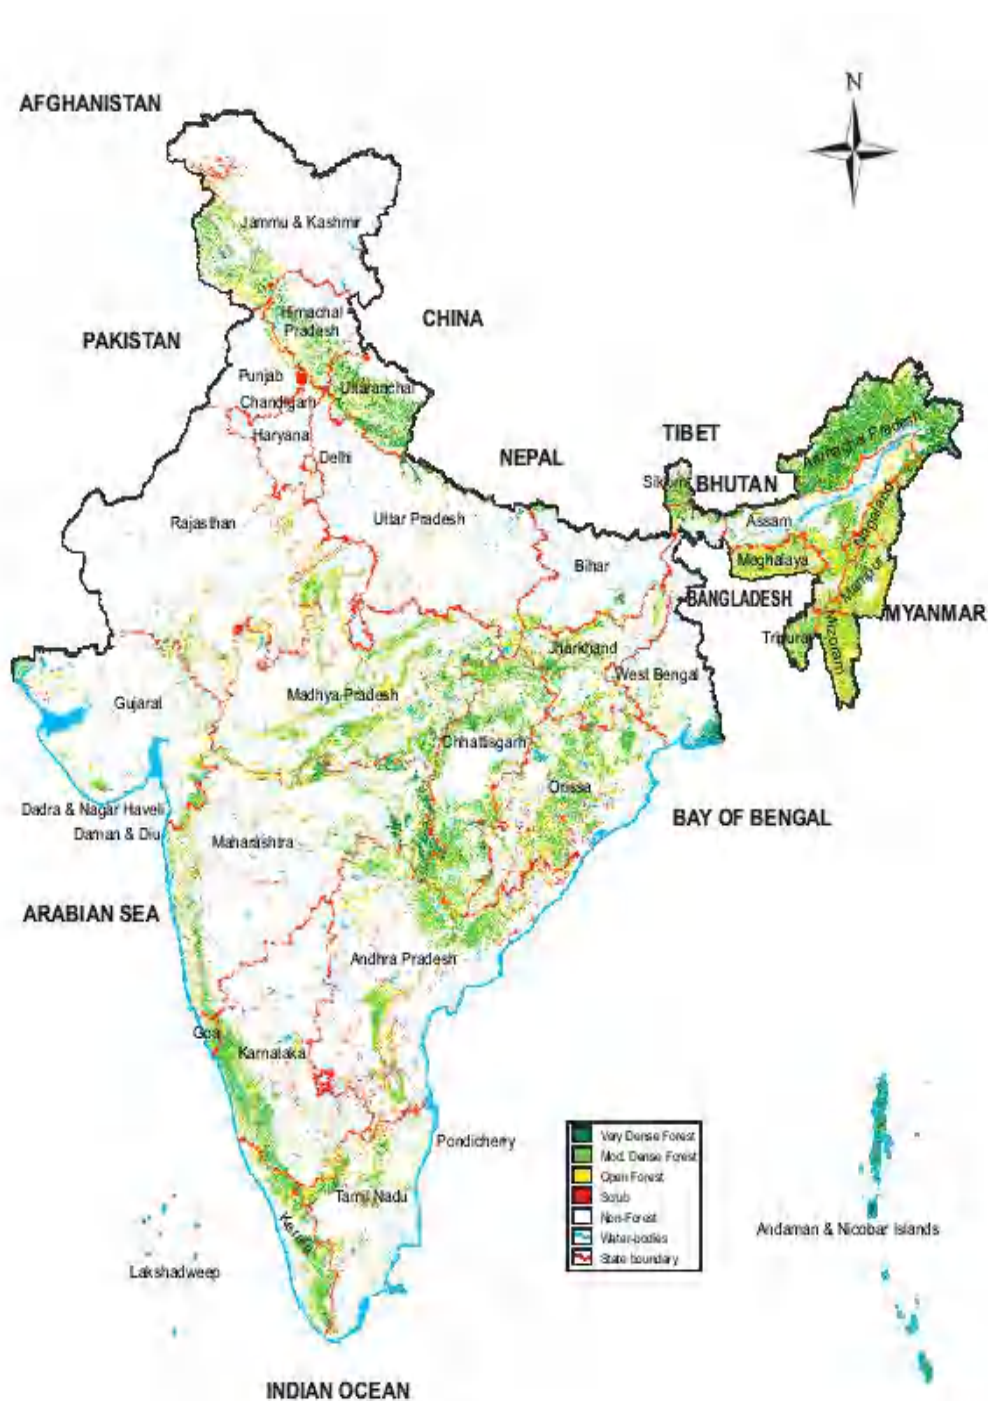 N
AFGHANISTAN
Jammu & Kashmir
CHINA
Himachal
Pradesh
PAKISTAN
Punjab
Uttaranchal
Chandigarh
Haryana
TIBET
Arunachal Pradesh
Delhi
NEPAL
Sikkim
BHUTAN
Rajasthan
Uttar Pradesh
Assam
Nagaland
Bihar
Meghalaya
Manipur
BANGLADESH
MYANMAR
Tripura
Mizoram
Jharkhand
West Bengal
Gujarat
Madhya Pradesh
Chhattisgarh
Orissa
Dadra & Nagar Haveli
Daman & Diu
Maharashtra
BAY OF BENGAL
ARABIAN SEA
Andhra Pradesh
Goa
Karnataka
Pondicherry
Very Dense Forest
Mod. Dense Forest
Open Forest
Scrub
Non-Forest
Water-bodies
State boundary
Tamil Nadu
Kerala
Andaman & Nicobar Islands
Lakshadweep
INDIAN OCEAN